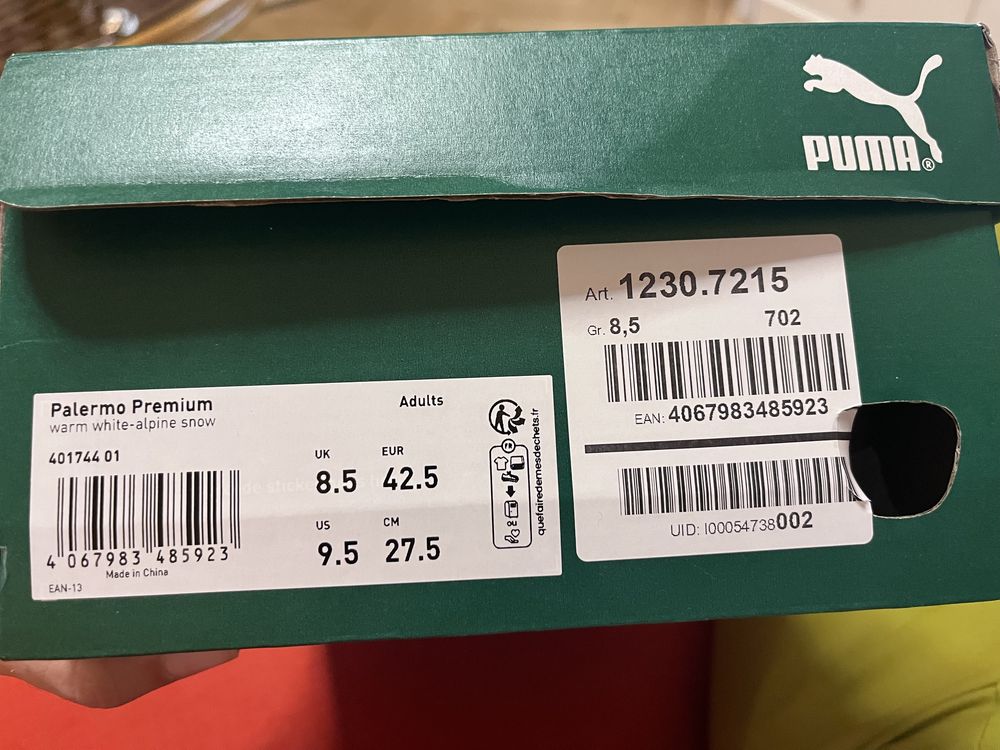 PUMA®
Art. 1230.7215
Gr. 8,5 702
EAN: 4067983485923
UID: I00054738002
Palermo Premium
warm white-alpine snow
Adults
401744 01
UK EUR
8.5 42.5
US CM
9.5 27.5
4 067983 485923
Made in China
EAN-13
FR
OU
quefairedemesdechets.fr